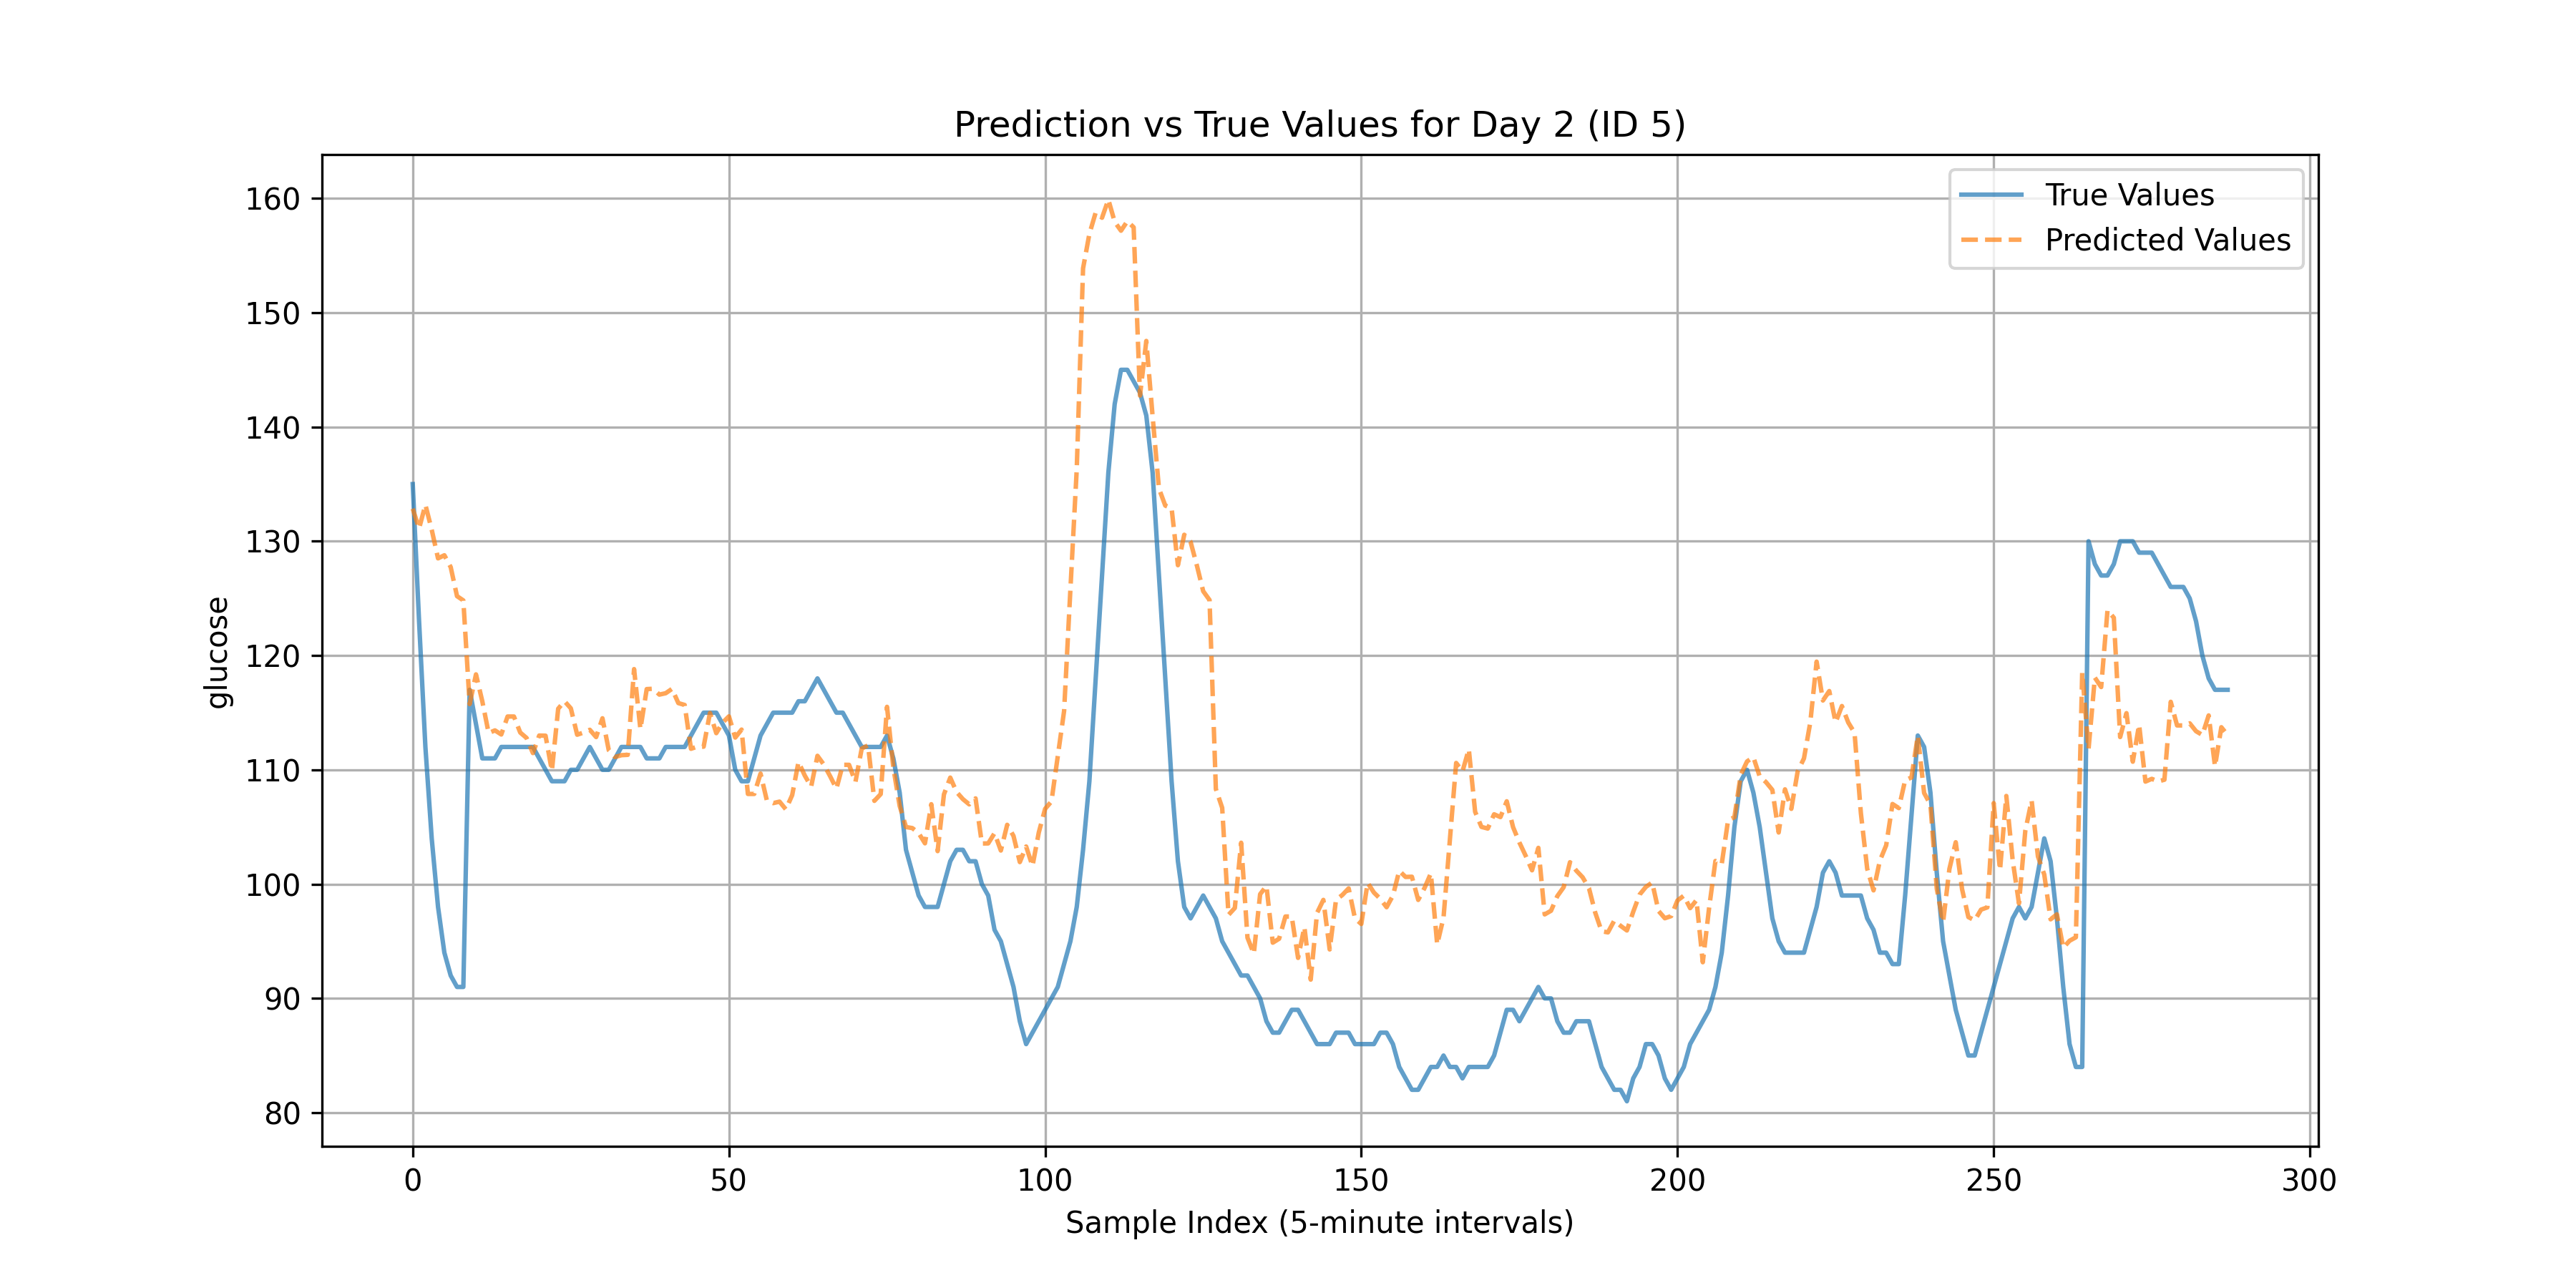 Prediction vs True Values for Day 2 (ID 5)
True Values
Predicted Values
glucose
160
150
140
130
120
110
100
90
80
0 50 100 150 200 250 300
Sample Index (5-minute intervals)